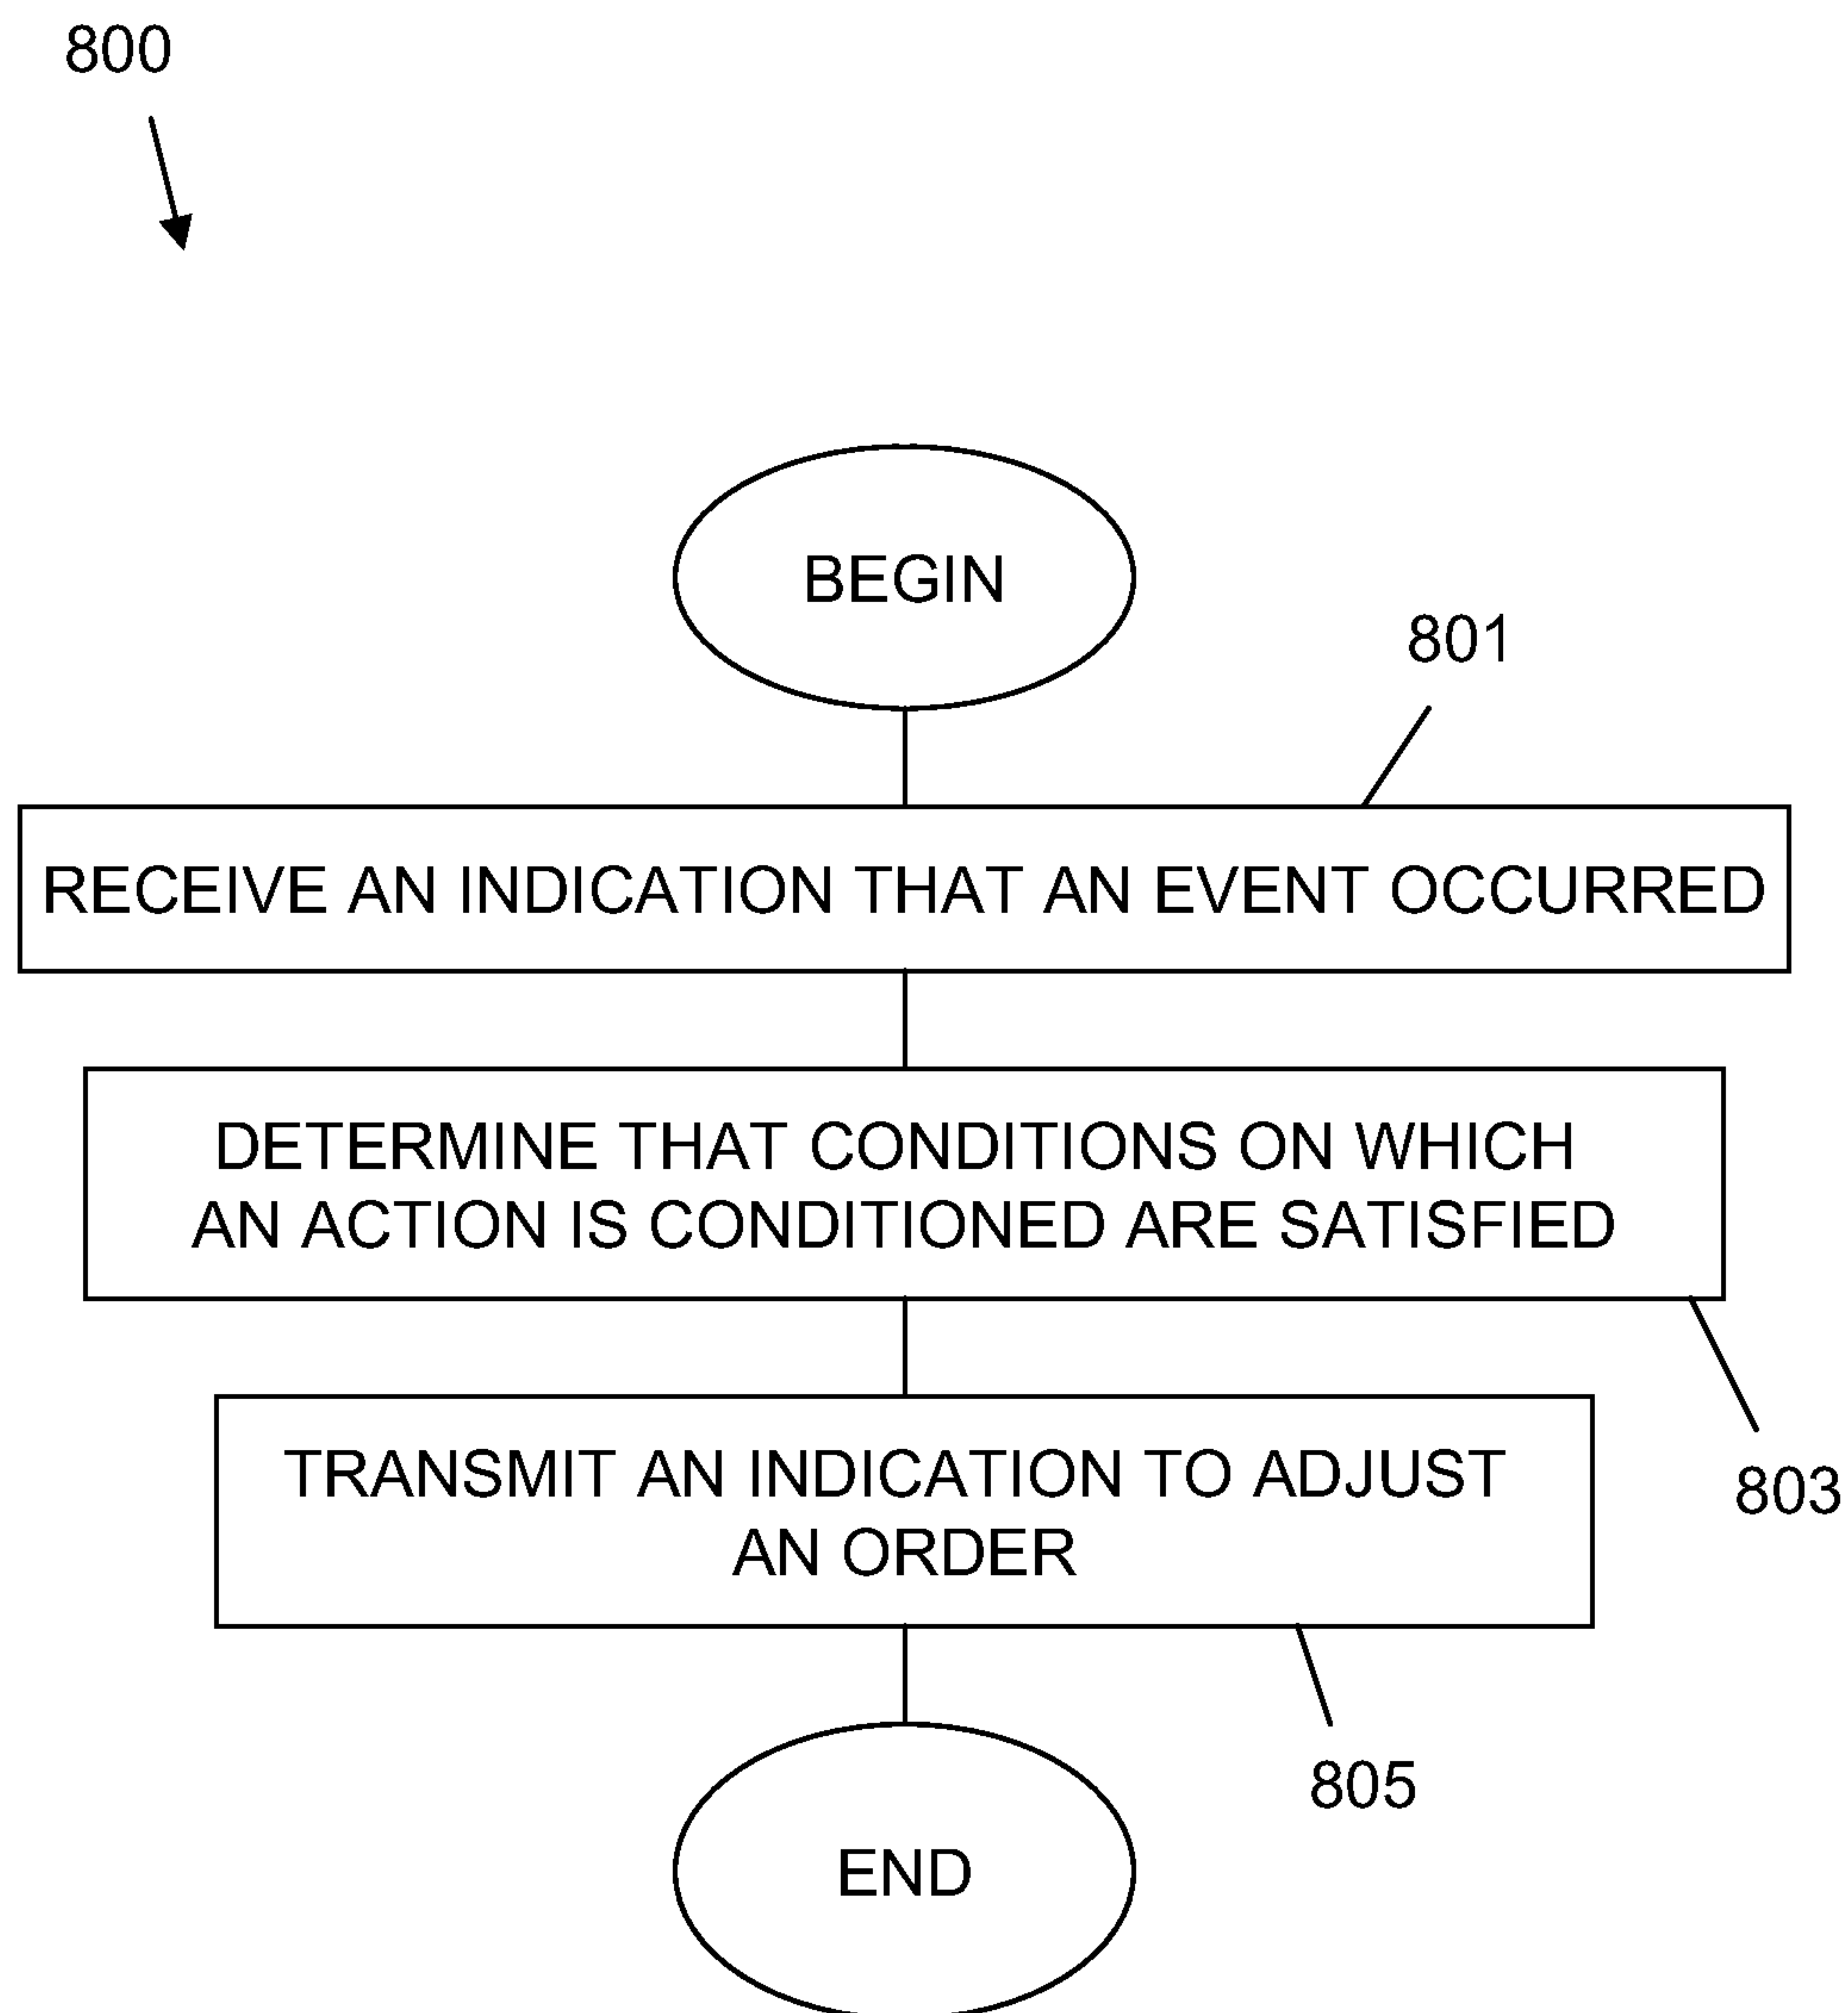 800
BEGIN
801
RECEIVE AN INDICATION THAT AN EVENT OCCURRED
DETERMINE THAT CONDITIONS ON WHICH
AN ACTION IS CONDITIONED ARE SATISFIED
803
TRANSMIT AN INDICATION TO ADJUST
AN ORDER
805
END